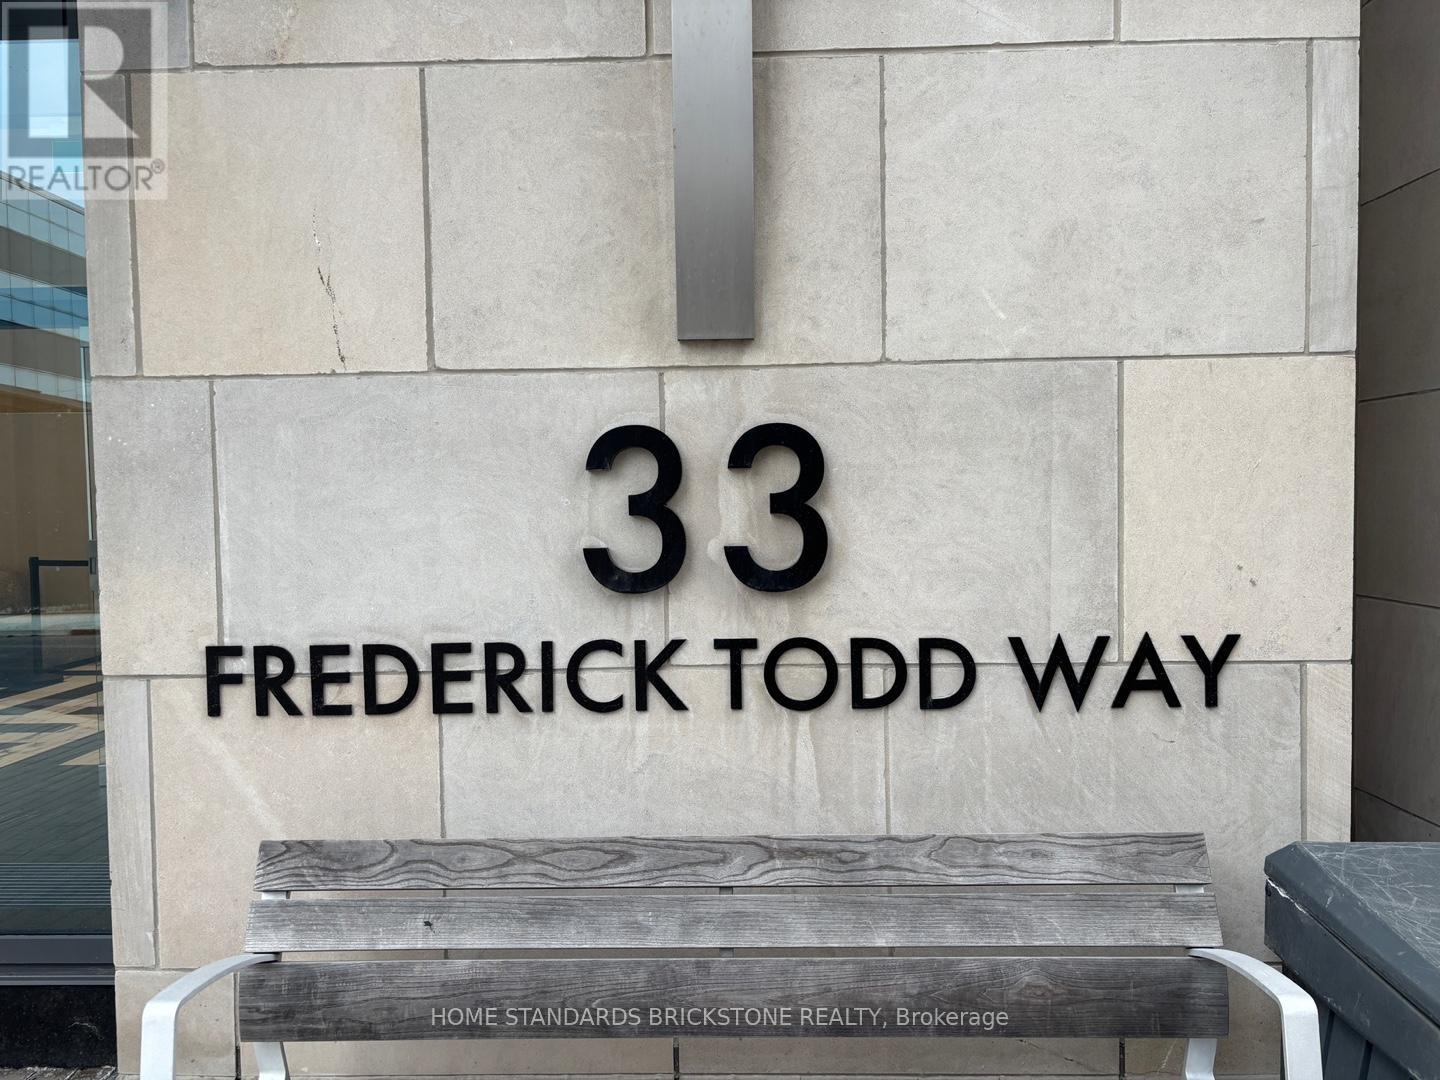 REALTOR®
33
FREDERICK TODD WAY
HOME STANDARDS BRICKSTONE REALTY, Brokerage